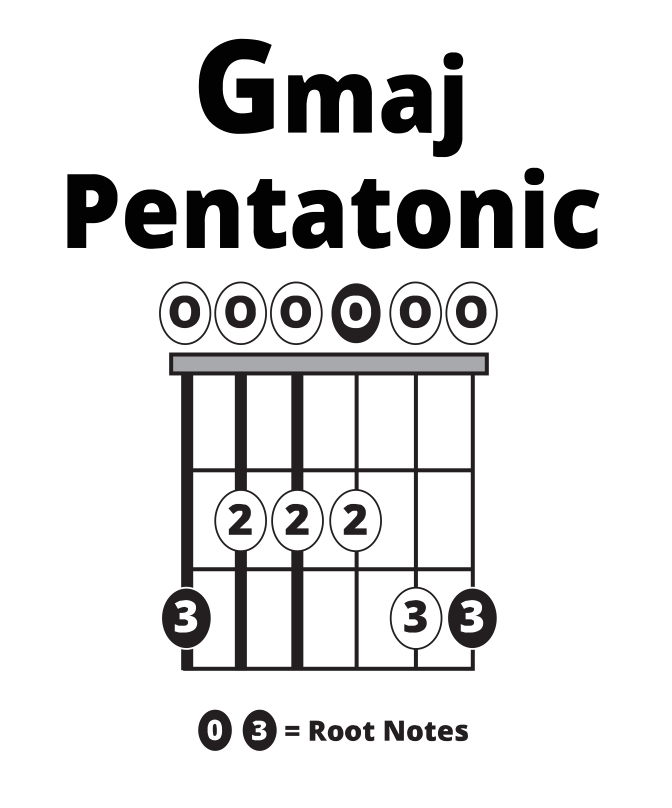 Gmaj
Pentatonic
0 0 0 0 0 0
2 2 2
3 3 3
0 3 = Root Notes